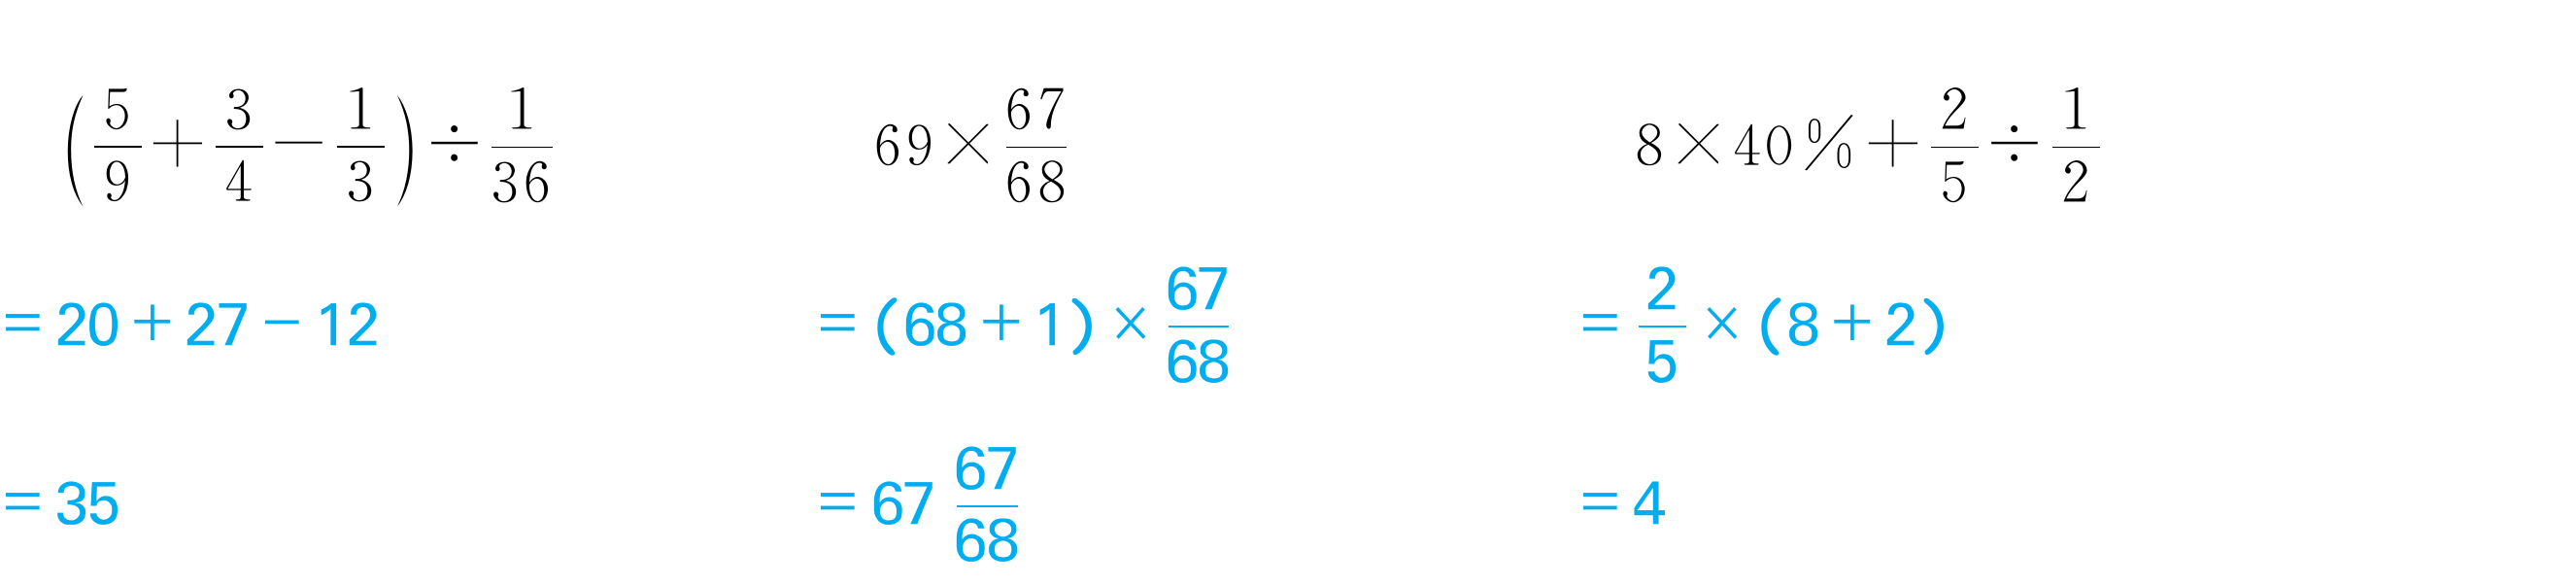 (5/9 + 3/4 − 1/3) ÷ 1/36    69 × 67/68    8 × 40% + 2/5 ÷ 1/2
= 20 + 27 − 12    = (68 + 1) × 67/68    = 2/5 × (8 + 2)
= 35    = 67 67/68    = 4